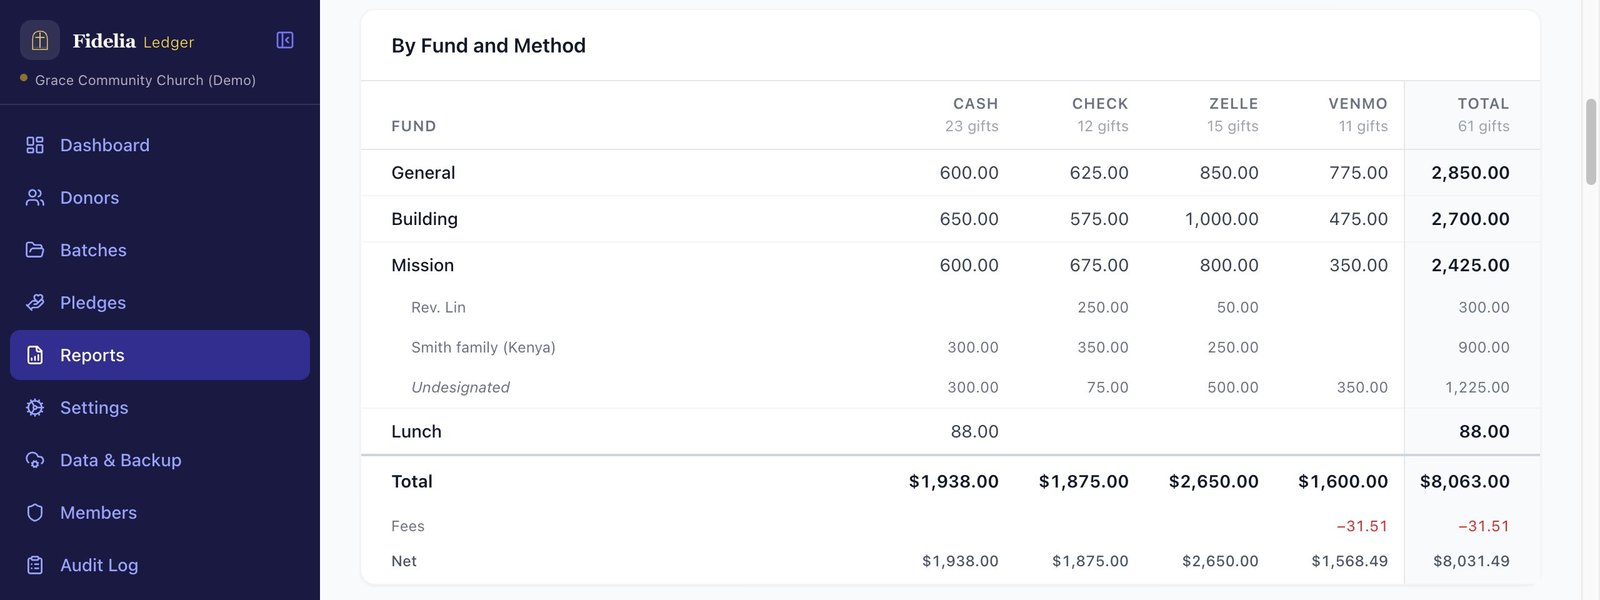 Fidelia Ledger
Grace Community Church (Demo)
Dashboard
Donors
Batches
Pledges
Reports
Settings
Data & Backup
Members
Audit Log
By Fund and Method
FUND CASH CHECK ZELLE VENMO TOTAL
23 gifts 12 gifts 15 gifts 11 gifts 61 gifts
General 600.00 625.00 850.00 775.00 2,850.00
Building 650.00 575.00 1,000.00 475.00 2,700.00
Mission 600.00 675.00 800.00 350.00 2,425.00
Rev. Lin 250.00 50.00 300.00
Smith family (Kenya) 300.00 350.00 250.00 900.00
Undesignated 300.00 75.00 500.00 350.00 1,225.00
Lunch 88.00 88.00
Total $1,938.00 $1,875.00 $2,650.00 $1,600.00 $8,063.00
Fees −31.51 −31.51
Net $1,938.00 $1,875.00 $2,650.00 $1,568.49 $8,031.49